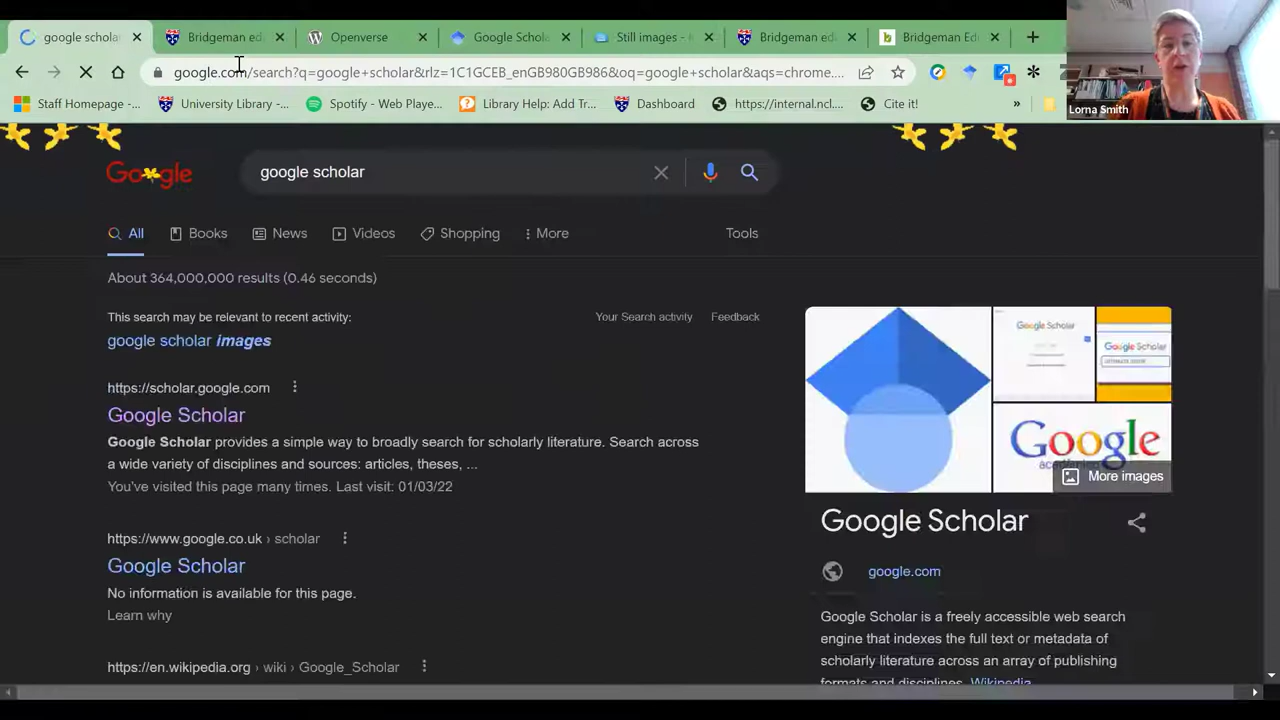 google schola
Bridgeman ed
Openverse
Google Schola
Still images - N
Bridgeman ed
Bridgeman Edu
google.com/search?q=google+scholar&rlz=1C1GCEB_enGB980GB986&oq=google+scholar&aqs=chrome....
Lorna Smith
Staff Homepage -...
University Library -...
Spotify - Web Playe...
Library Help: Add Tr...
Dashboard
https://internal.ncl....
Cite it!
»
Google
google scholar
All
Books
News
Videos
Shopping
More
Tools
About 364,000,000 results (0.46 seconds)
This search may be relevant to recent activity:
Your Search activity
Feedback
google scholar images
https://scholar.google.com
Google Scholar
Google Scholar provides a simple way to broadly search for scholarly literature. Search across
a wide variety of disciplines and sources: articles, theses, ...
You've visited this page many times. Last visit: 01/03/22
https://www.google.co.uk › scholar
Google Scholar
No information is available for this page.
Learn why
https://en.wikipedia.org › wiki › Google_Scholar
Google Scholar
Google Scholar
Google
More images
Google Scholar
google.com
Google Scholar is a freely accessible web search
engine that indexes the full text or metadata of
scholarly literature across an array of publishing
formats and disciplines. Wikipedia